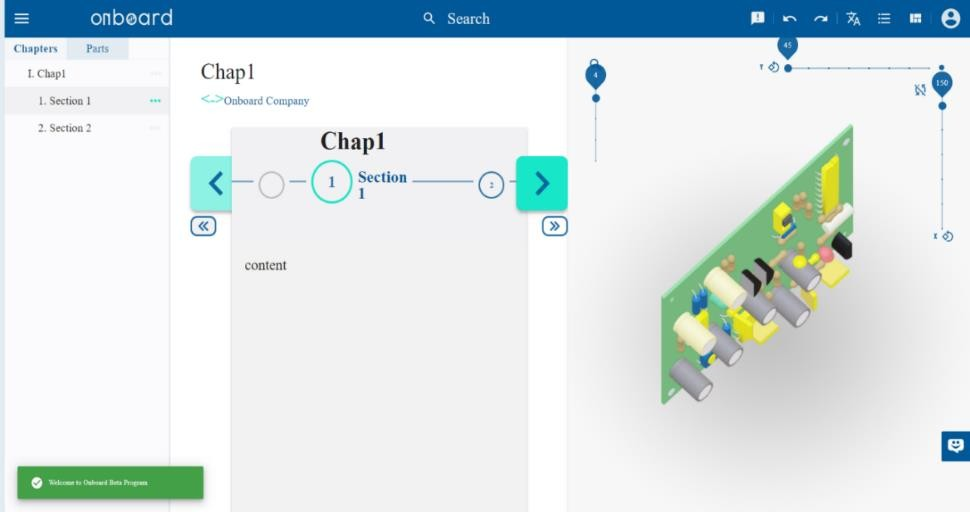 onboard
Search
Chapters Parts
I. Chap1
1. Section 1
2. Section 2
Chap1
Onboard Company
Chap1
1 Section 1 2
content
4
45
Y
150
X
Welcome to Onboard Beta Program